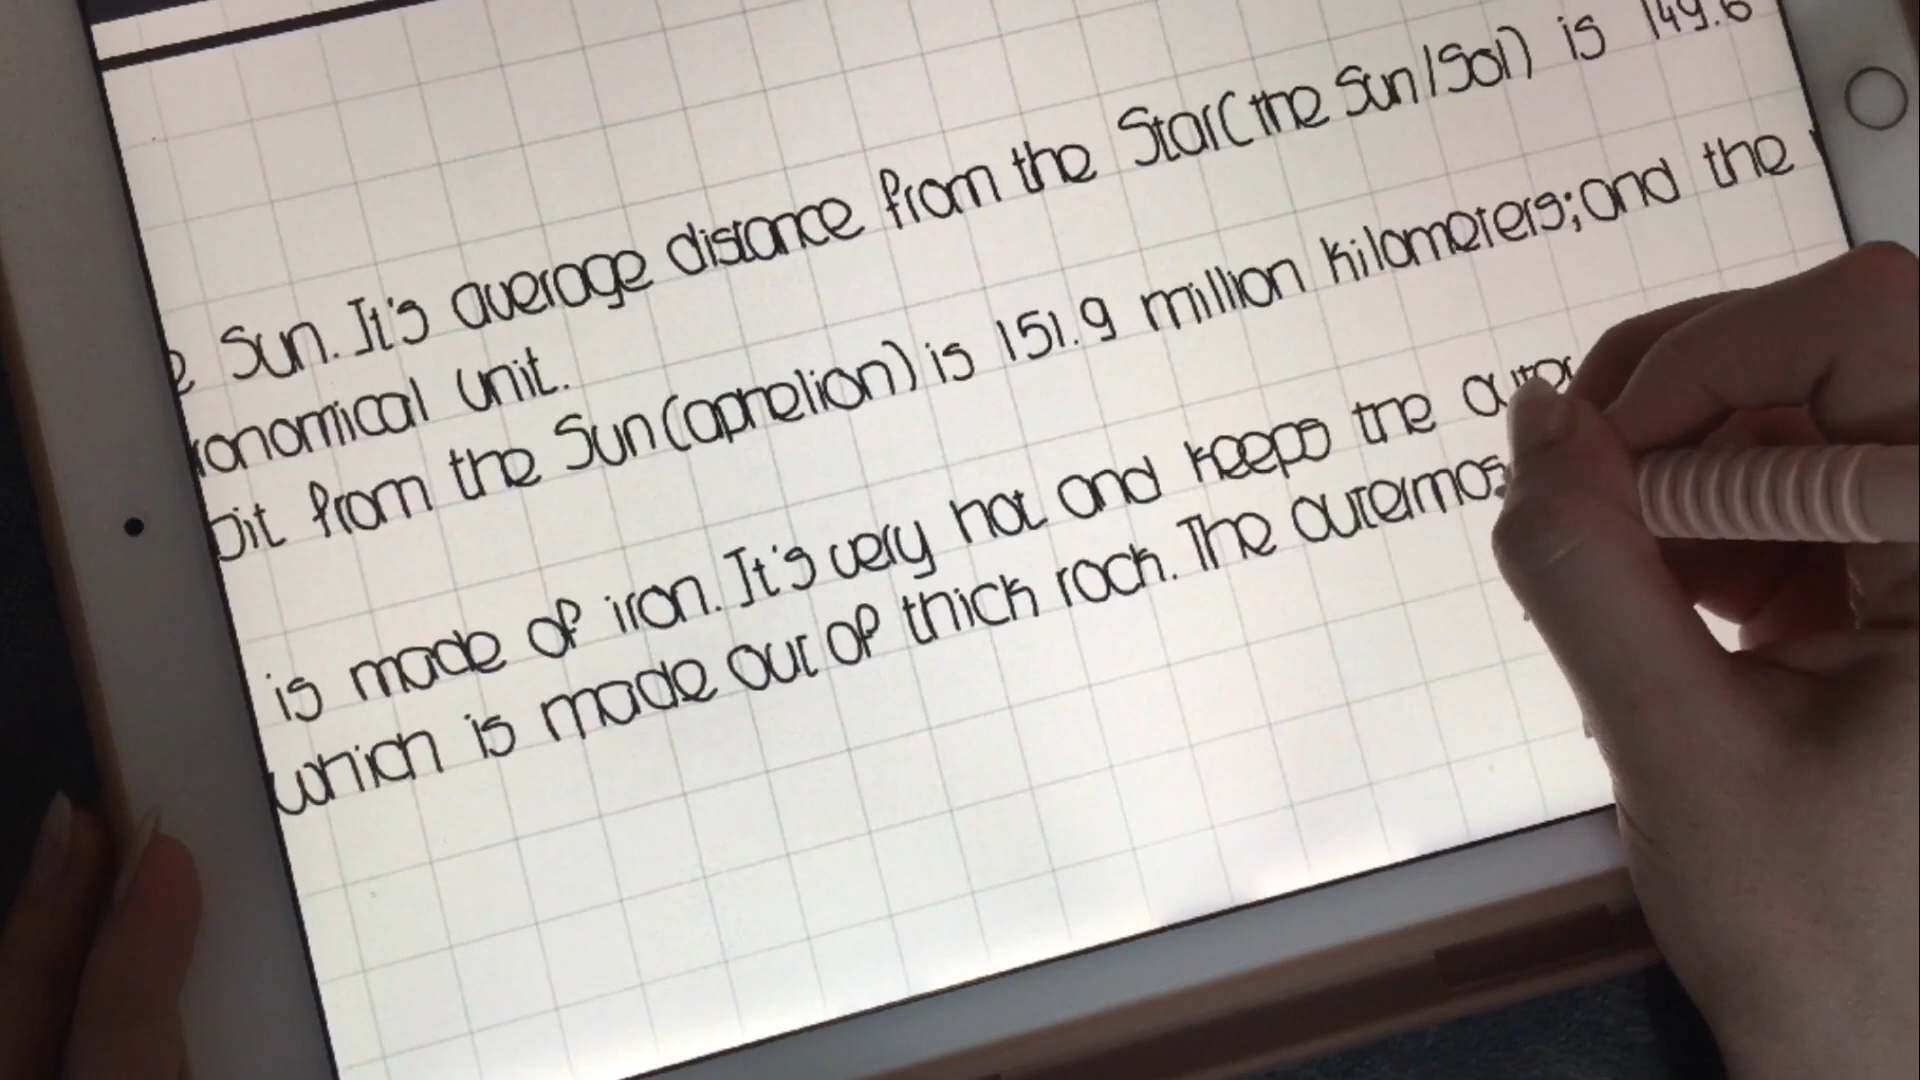 Sun. It's average distance from the Star(the Sun/Sol) is 149.6
onomical unit.
bit from the Sun(aphelion) is 151.9 million kilometers; and the
is made of iron. It's very hot and keeps the outer
which is made out of thick rock. The outermos